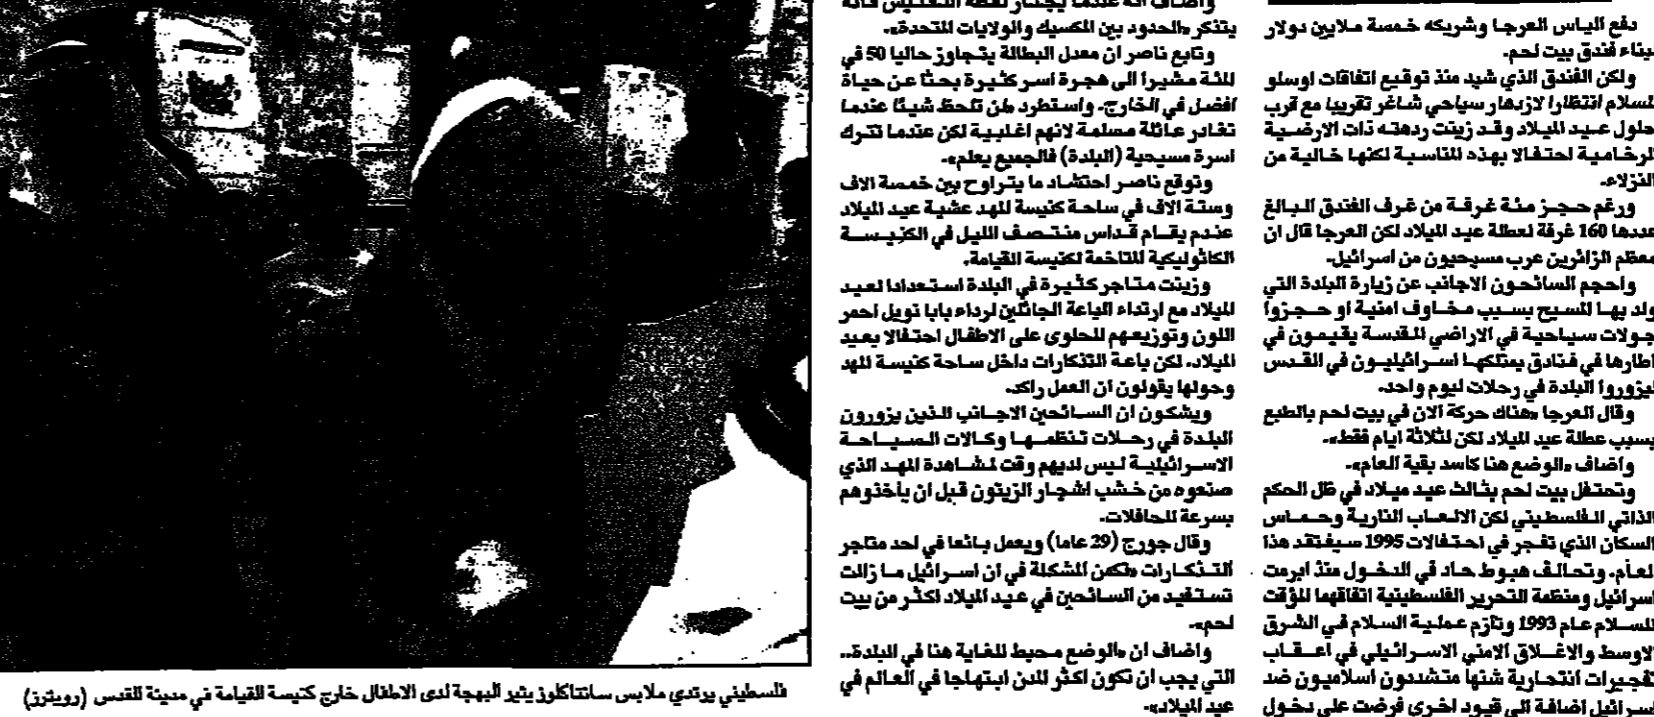 دفع الياس العرجا وشريكه خمسة ملايين دولار
لبناء فندق بيت لحم.
ولكن الفندق الذي شيد منذ توقيع اتفاقات اوسلو
للسلام انتظارا لازدهار سياحي شاغر تقريبا مع قرب
حلول عيد الميلاد وقد زينت ردهته ذات الارضية
الرخامية احتفالا بهذه المناسبة لكنها خالية من
النزلاء.
ورغم حجز مئة غرفة من غرف الفندق البالغ
عددها 160 غرفة لعطلة عيد الميلاد لكن العرجا قال ان
معظم الزائرين عرب مسيحيون من اسرائيل.
واحجم السائحون الاجانب عن زيارة البلدة التي
ولد بها المسيح بسبب مخاوف امنية او حجزوا
جولات سياحية في الاراضي المقدسة يقيمون في
اطارها في فنادق يمتلكها اسرائيليون في القدس
ليزوروا البلدة في رحلات ليوم واحد.
وقال العرجا «هناك حركة الان في بيت لحم بالطبع
بسبب عطلة عيد الميلاد لكن لثلاثة ايام فقط».
واضاف «الوضع هنا كاسد بقية العام».
وتحتفل بيت لحم بثالث عيد ميلاد في ظل الحكم
الذاتي الفلسطيني لكن الالعاب النارية وحماس
السكان الذي تفجر في احتفالات 1995 سيفتقد هذا
العام. وتحالف هبوط حاد في الدخول منذ ابرمت
اسرائيل ومنظمة التحرير الفلسطينية اتفاقهما المؤقت
للسلام عام 1993 وتأزم عملية السلام في الشرق
الاوسط والاغلاق الامني الاسرائيلي في اعقاب
تفجيرات انتحارية شنها متشددون اسلاميون ضد
اسرائيل اضافة الى قيود اخرى فرضت على دخول
واضاف انه عندما يجتاز نقطة التفتيش فانه
يتذكر «الحدود بين المكسيك والولايات المتحدة».
وتابع ناصر ان معدل البطالة يتجاوز حاليا 50 في
المئة مشيرا الى هجرة اسر كثيرة بحثا عن حياة
افضل في الخارج. واستطرد «لن تلحظ شيئا عندما
تغادر عائلة مسلمة لانهم اغلبية لكن عندما تترك
اسرة مسيحية (البلدة) فالجميع يعلم».
وتوقع ناصر احتشاد ما يتراوح بين خمسة الاف
وستة الاف في ساحة كنيسة المهد عشية عيد الميلاد
عندم يقام قداس منتصف الليل في الكنيسة
الكاثوليكية المتاخمة لكنيسة القيامة.
وزينت متاجر كثيرة في البلدة استعدادا لعيد
الميلاد مع ارتداء الباعة الجائلين لرداء بابا نويل احمر
اللون وتوزيعهم للحلوى على الاطفال احتفالا بعيد
الميلاد. لكن باعة التذكارات داخل ساحة كنيسة المهد
وحولها يقولون ان العمل راكد.
ويشكون ان السائحين الاجانب الذين يزورون
البلدة في رحلات تنظمها وكالات السياحة
الاسرائيلية ليس لديهم وقت لمشاهدة المهد الذي
صنعوه من خشب اشجار الزيتون قبل ان يأخذوهم
بسرعة للحافلات.
وقال جورج (29 عاما) ويعمل بائعا في احد متاجر
التذكارات «تكمن المشكلة في ان اسرائيل ما زالت
تستفيد من السائحين في عيد الميلاد اكثر من بيت
لحم».
واضاف ان «الوضع محبط للغاية هنا في البلدة..
التي يجب ان تكون اكثر المدن ابتهاجا في العالم في
عيد الميلاد».
فلسطيني يرتدي ملابس سانتاكلوز يثير البهجة لدى الاطفال خارج كنيسة القيامة في مدينة القدس (رويترز)